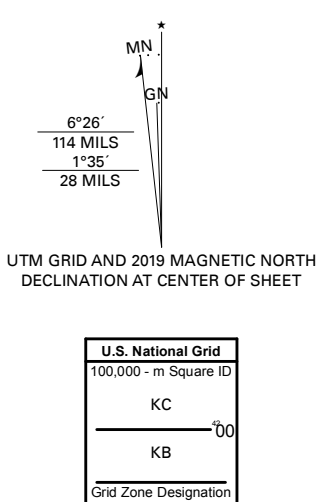 ★
MN
GN
6°26´
114 MILS
1°35´
28 MILS
UTM GRID AND 2019 MAGNETIC NORTH
DECLINATION AT CENTER OF SHEET
U.S. National Grid
100,000 - m Square ID
KC
4200
KB
Grid Zone Designation